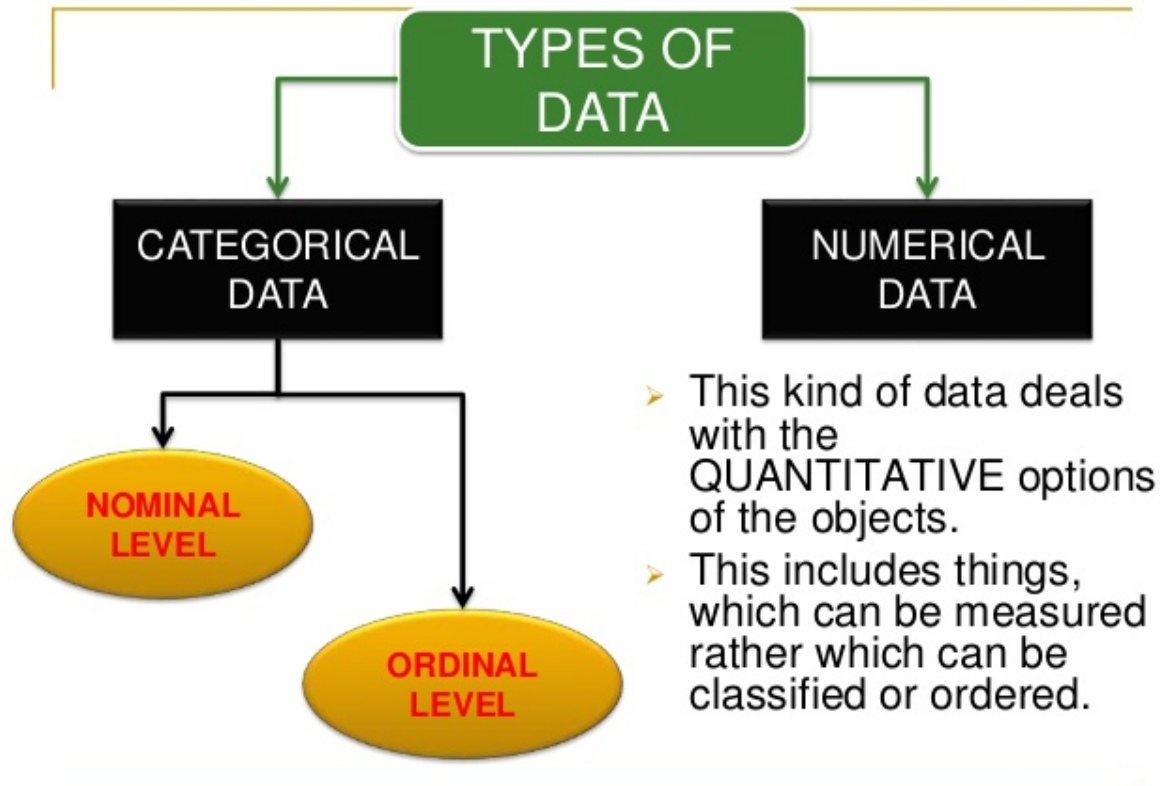 TYPES OF
DATA
CATEGORICAL
DATA
NUMERICAL
DATA
NOMINAL
LEVEL
ORDINAL
LEVEL
➢ This kind of data deals
with the
QUANTITATIVE options
of the objects.
➢ This includes things,
which can be measured
rather which can be
classified or ordered.